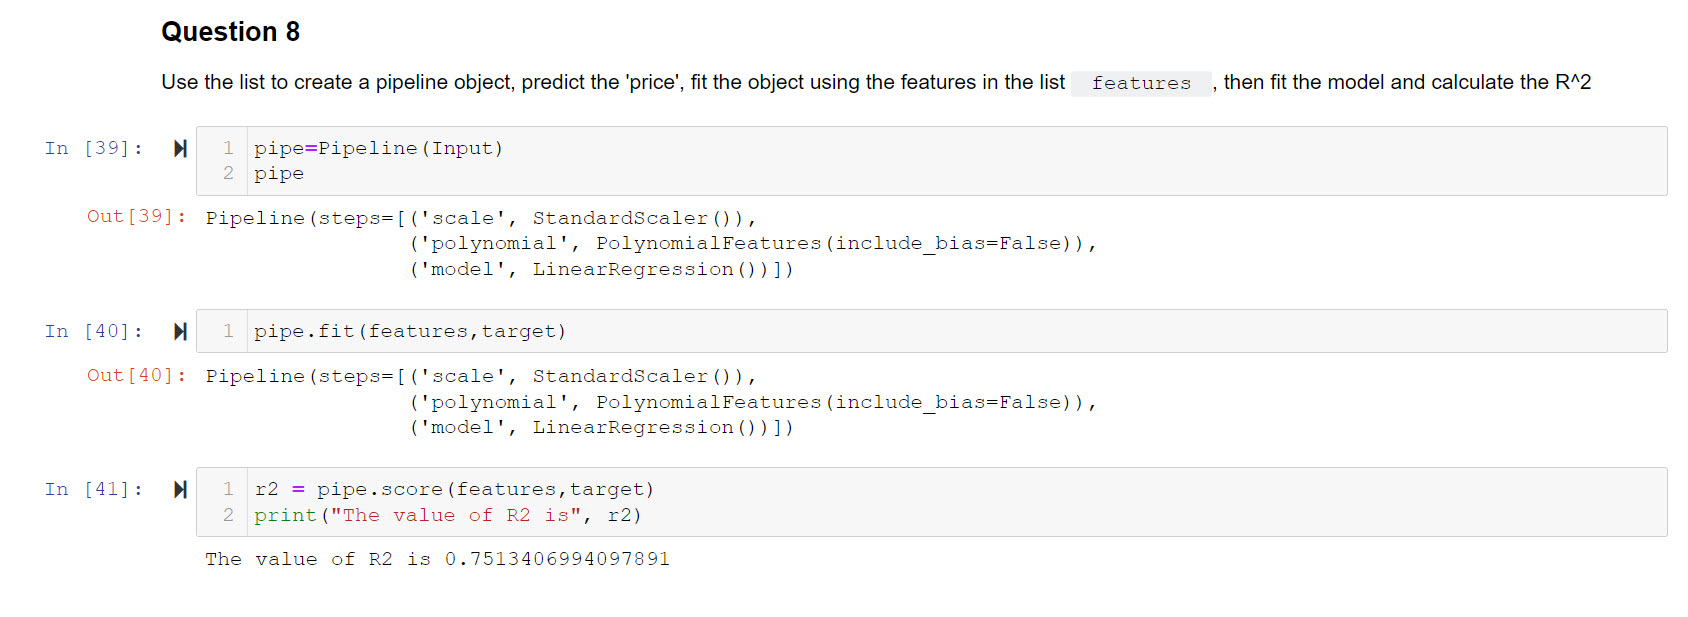 Question 8
Use the list to create a pipeline object, predict the 'price', fit the object using the features in the list features , then fit the model and calculate the R^2
In [39]:
1 pipe=Pipeline(Input)
2 pipe
Out[39]: Pipeline(steps=[('scale', StandardScaler()),
('polynomial', PolynomialFeatures(include_bias=False)),
('model', LinearRegression())])
In [40]:
1 pipe.fit(features,target)
Out[40]: Pipeline(steps=[('scale', StandardScaler()),
('polynomial', PolynomialFeatures(include_bias=False)),
('model', LinearRegression())])
In [41]:
1 r2 = pipe.score(features,target)
2 print("The value of R2 is", r2)
The value of R2 is 0.7513406994097891